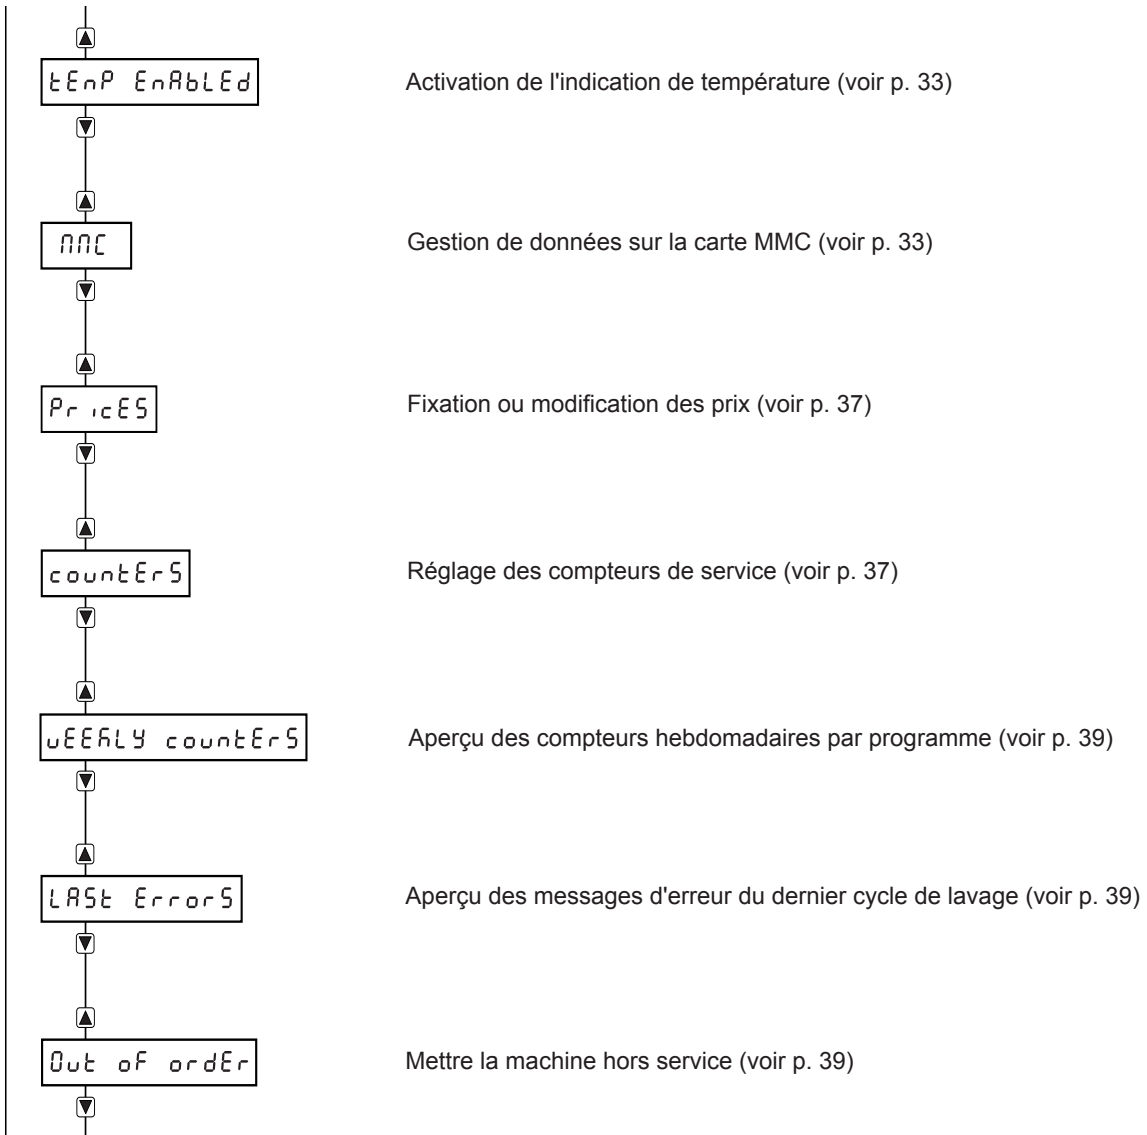 tEnP EnAbLEd
Activation de l'indication de température (voir p. 33)
MMC
Gestion de données sur la carte MMC (voir p. 33)
PricES
Fixation ou modification des prix (voir p. 37)
countErS
Réglage des compteurs de service (voir p. 37)
vEEKLY countErS
Aperçu des compteurs hebdomadaires par programme (voir p. 39)
LASt ErrorS
Aperçu des messages d'erreur du dernier cycle de lavage (voir p. 39)
Out oF ordEr
Mettre la machine hors service (voir p. 39)